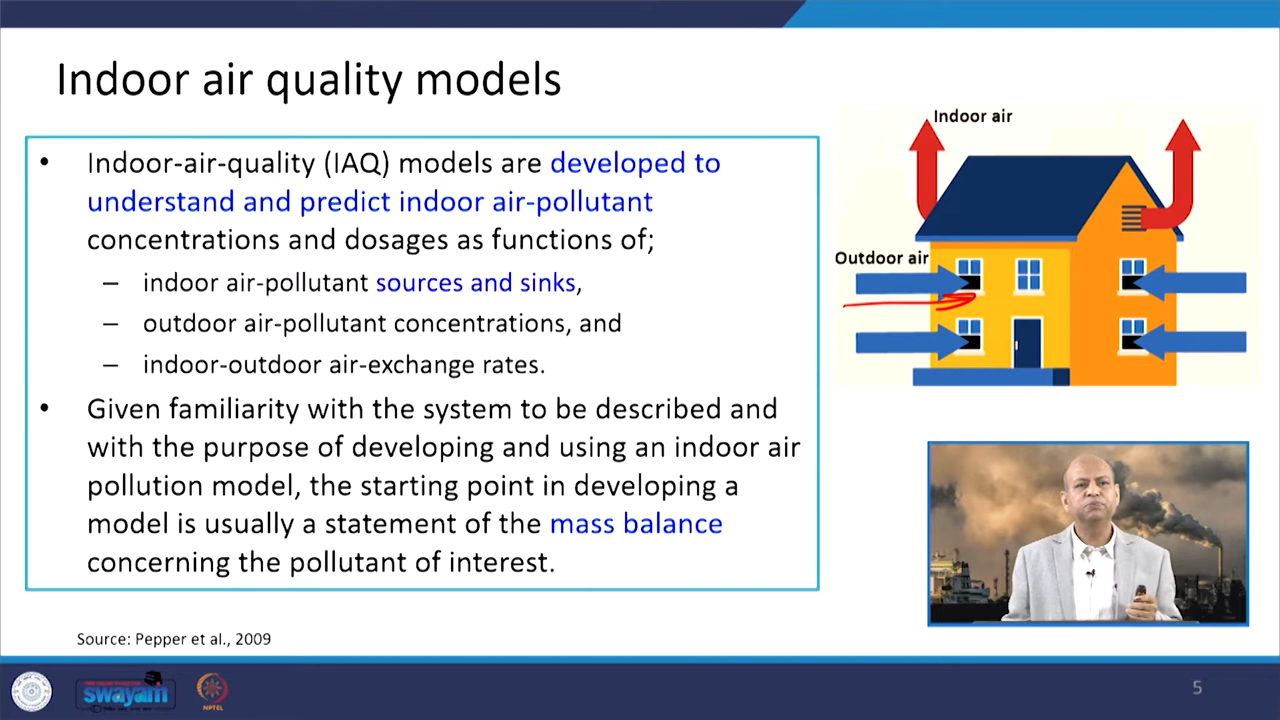 Indoor air quality models
• Indoor-air-quality (IAQ) models are developed to
understand and predict indoor air-pollutant
concentrations and dosages as functions of;
– indoor air-pollutant sources and sinks,
– outdoor air-pollutant concentrations, and
– indoor-outdoor air-exchange rates.
• Given familiarity with the system to be described and
with the purpose of developing and using an indoor air
pollution model, the starting point in developing a
model is usually a statement of the mass balance
concerning the pollutant of interest.
Indoor air
Outdoor air
Source: Pepper et al., 2009
swayam
NPTEL
5